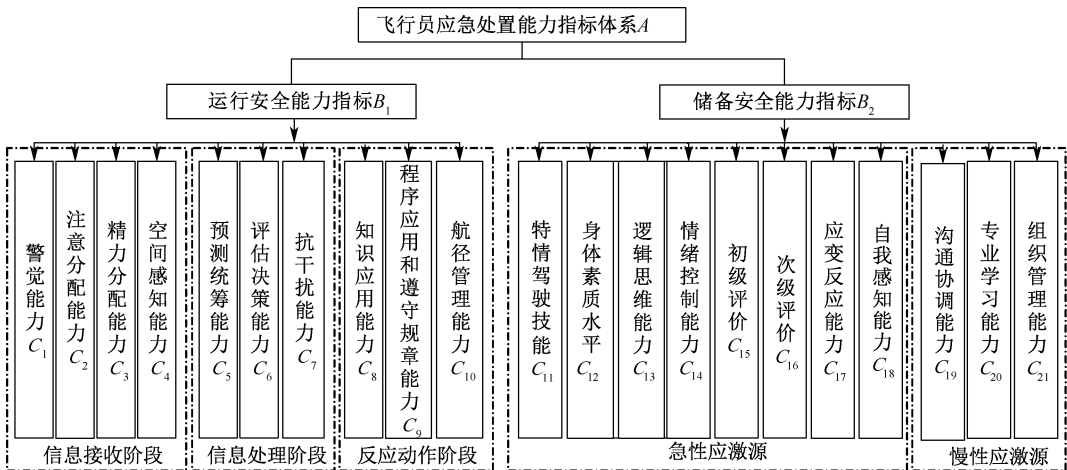 飞行员应急处置能力指标体系A
运行安全能力指标B1
储备安全能力指标B2
警觉能力C1
注意分配能力C2
精力分配能力C3
空间感知能力C4
预测统筹能力C5
评估决策能力C6
抗干扰能力C7
知识应用能力C8
程序应用和遵守规章能力C9
航径管理能力C10
特情驾驶技能C11
身体素质水平C12
逻辑思维能力C13
情绪控制能力C14
初级评价C15
次级评价C16
应变反应能力C17
自我感知能力C18
沟通协调能力C19
专业学习能力C20
组织管理能力C21
信息接收阶段
信息处理阶段
反应动作阶段
急性应激源
慢性应激源